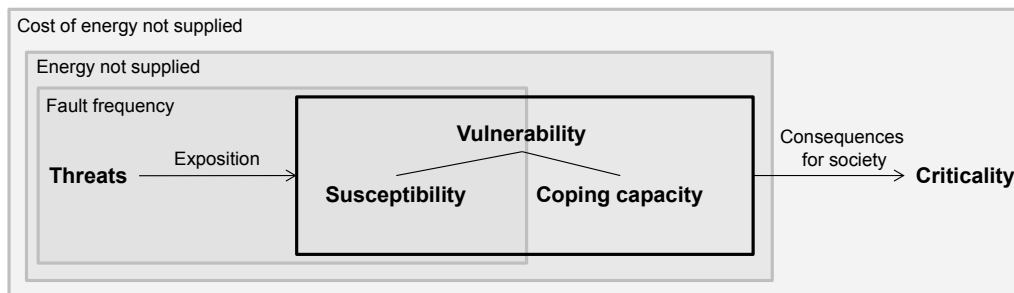 Cost of energy not supplied
Energy not supplied
Fault frequency
Vulnerability
Consequences
for society
Exposition
Threats
Criticality
Susceptibility
Coping capacity